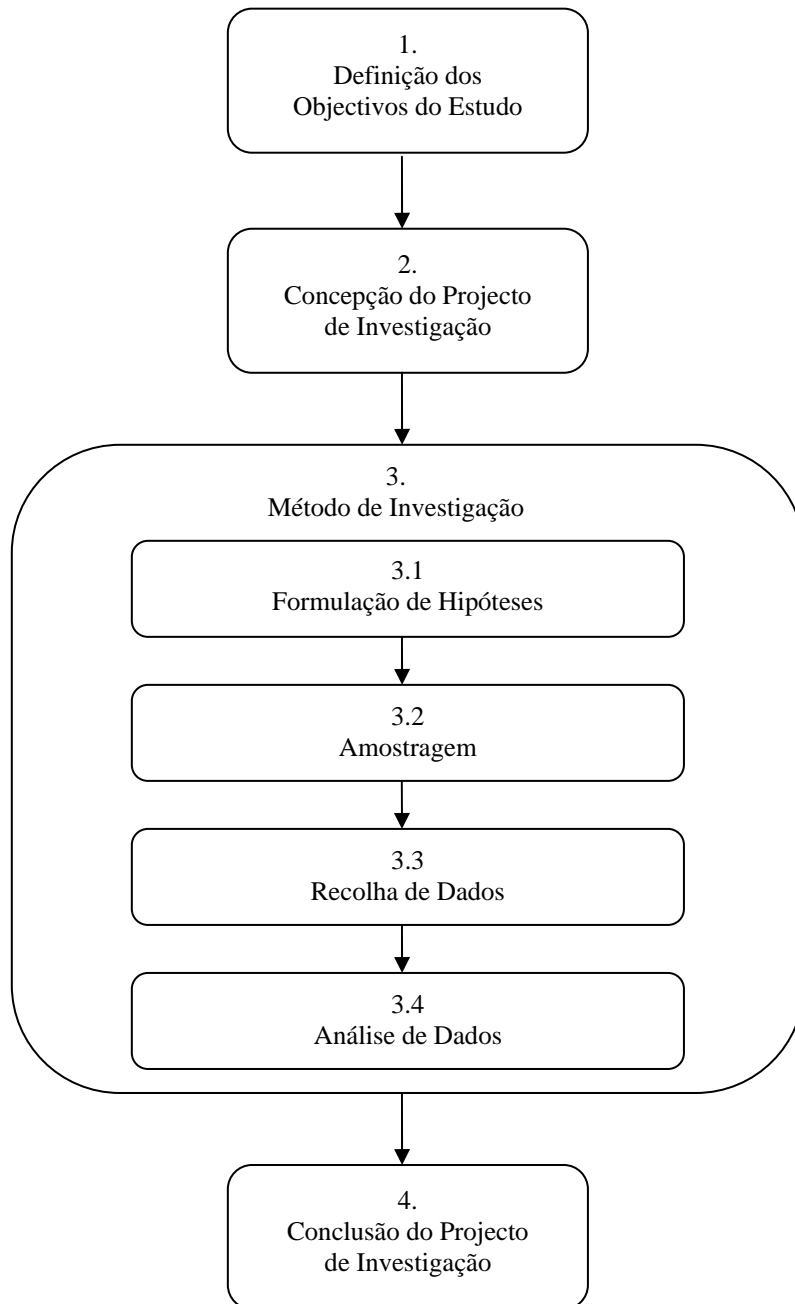 1.
Definição dos
Objectivos do Estudo
2.
Concepção do Projecto
de Investigação
3.
Método de Investigação
3.1
Formulação de Hipóteses
3.2
Amostragem
3.3
Recolha de Dados
3.4
Análise de Dados
4.
Conclusão do Projecto
de Investigação